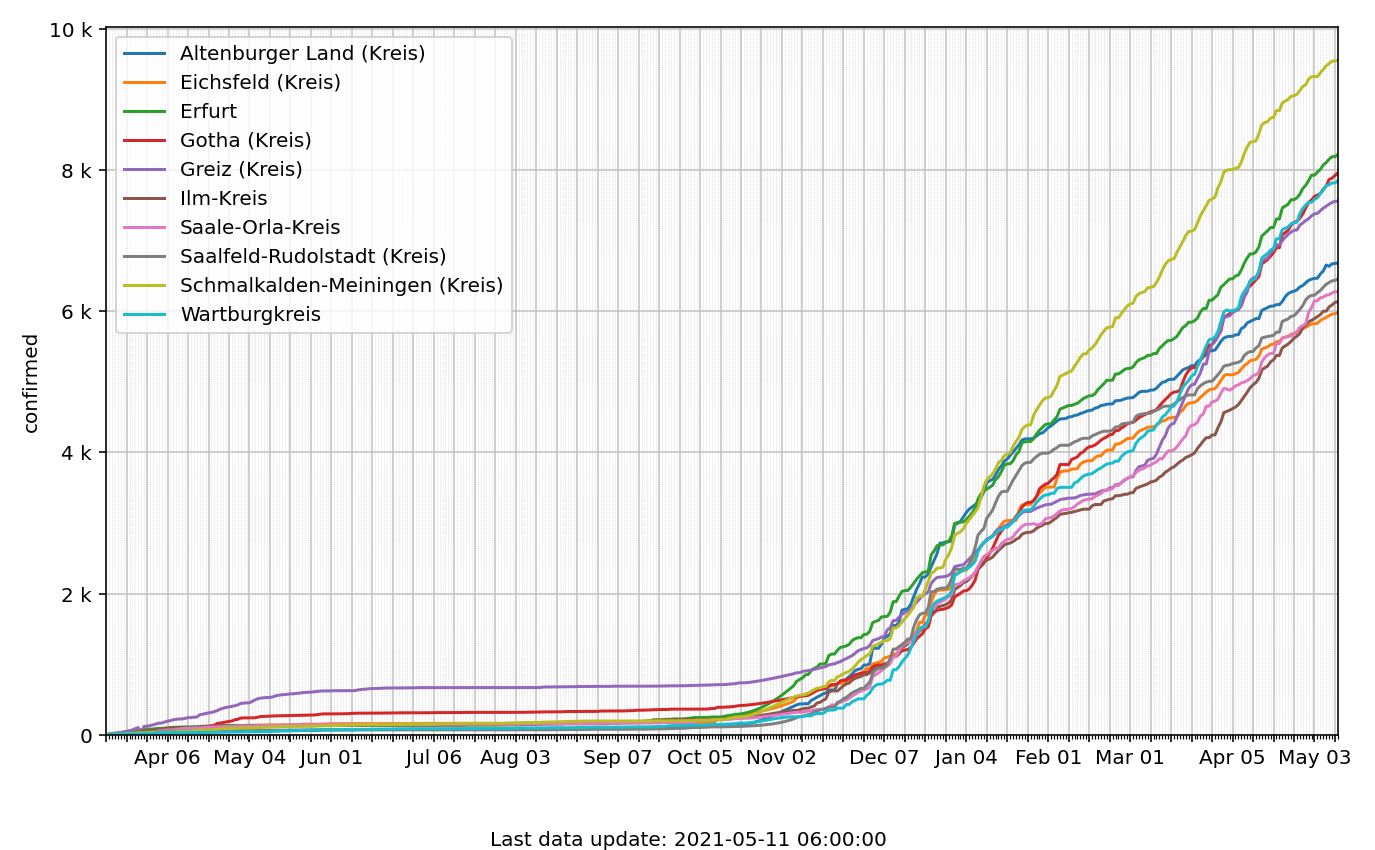 10 k
8 k
6 k
4 k
2 k
0
confirmed
Altenburger Land (Kreis)
Eichsfeld (Kreis)
Erfurt
Gotha (Kreis)
Greiz (Kreis)
Ilm-Kreis
Saale-Orla-Kreis
Saalfeld-Rudolstadt (Kreis)
Schmalkalden-Meiningen (Kreis)
Wartburgkreis
Apr 06 May 04 Jun 01 Jul 06 Aug 03 Sep 07 Oct 05 Nov 02 Dec 07 Jan 04 Feb 01 Mar 01 Apr 05 May 03
Last data update: 2021-05-11 06:00:00